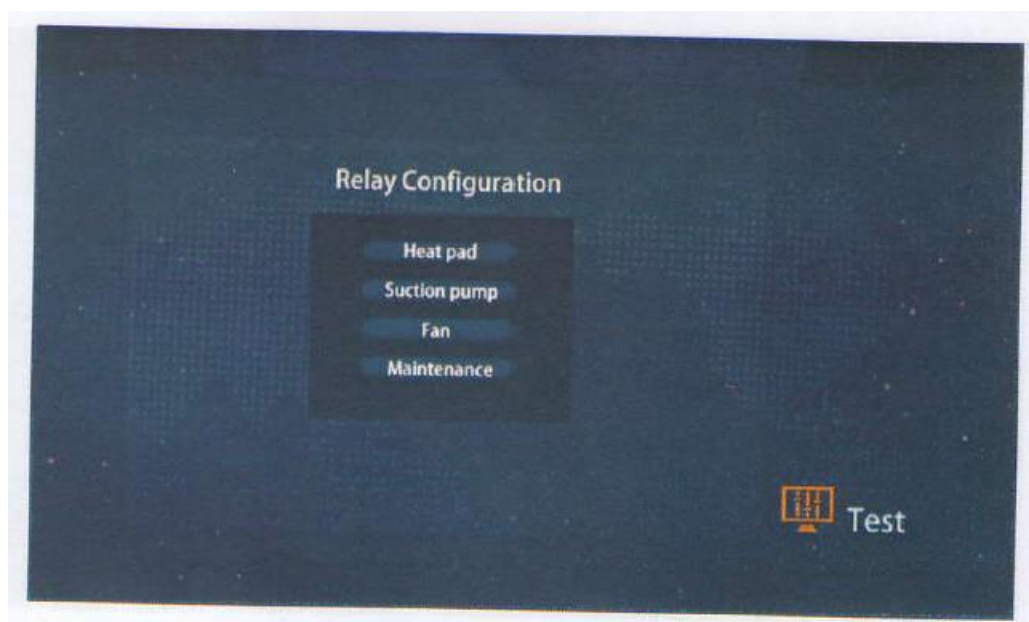 Relay Configuration
Heat pad
Suction pump
Fan
Maintenance
Test